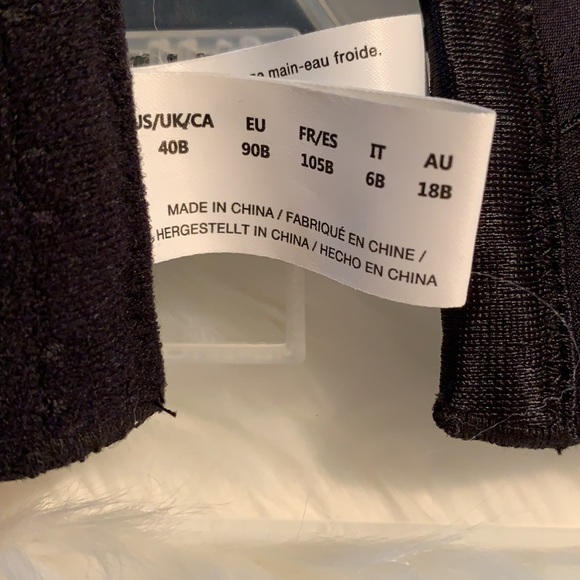 main-eau froide.
US/UK/CA EU FR/ES IT AU
40B 90B 105B 6B 18B
MADE IN CHINA / FABRIQUÉ EN CHINE /
HERGESTELLT IN CHINA / HECHO EN CHINA